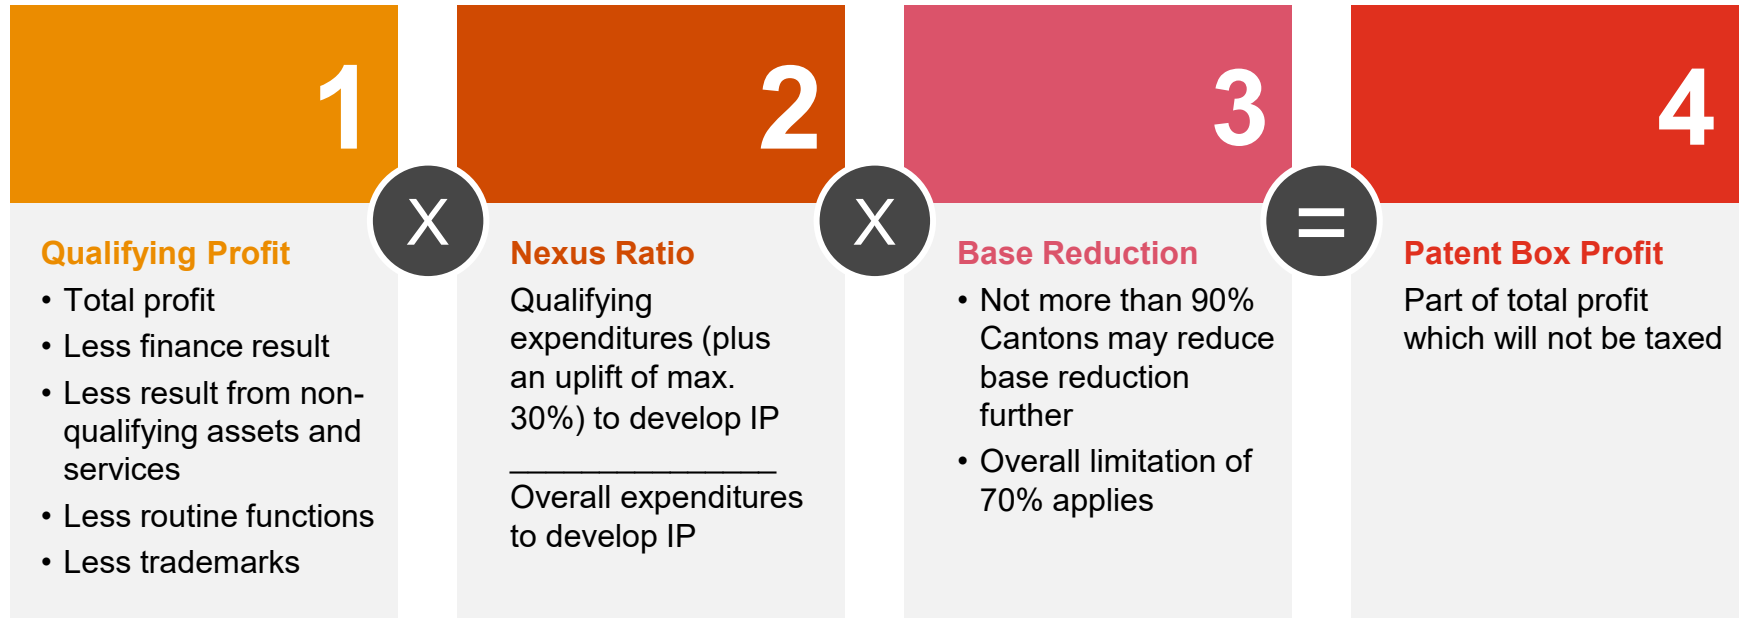 1
Qualifying Profit
• Total profit
• Less finance result
• Less result from non-
qualifying assets and
services
• Less routine functions
• Less trademarks
X
2
Nexus Ratio
Qualifying
expenditures (plus
an uplift of max.
30%) to develop IP
_______________
Overall expenditures
to develop IP
X
3
Base Reduction
• Not more than 90%
Cantons may reduce
base reduction
further
• Overall limitation of
70% applies
=
4
Patent Box Profit
Part of total profit
which will not be taxed